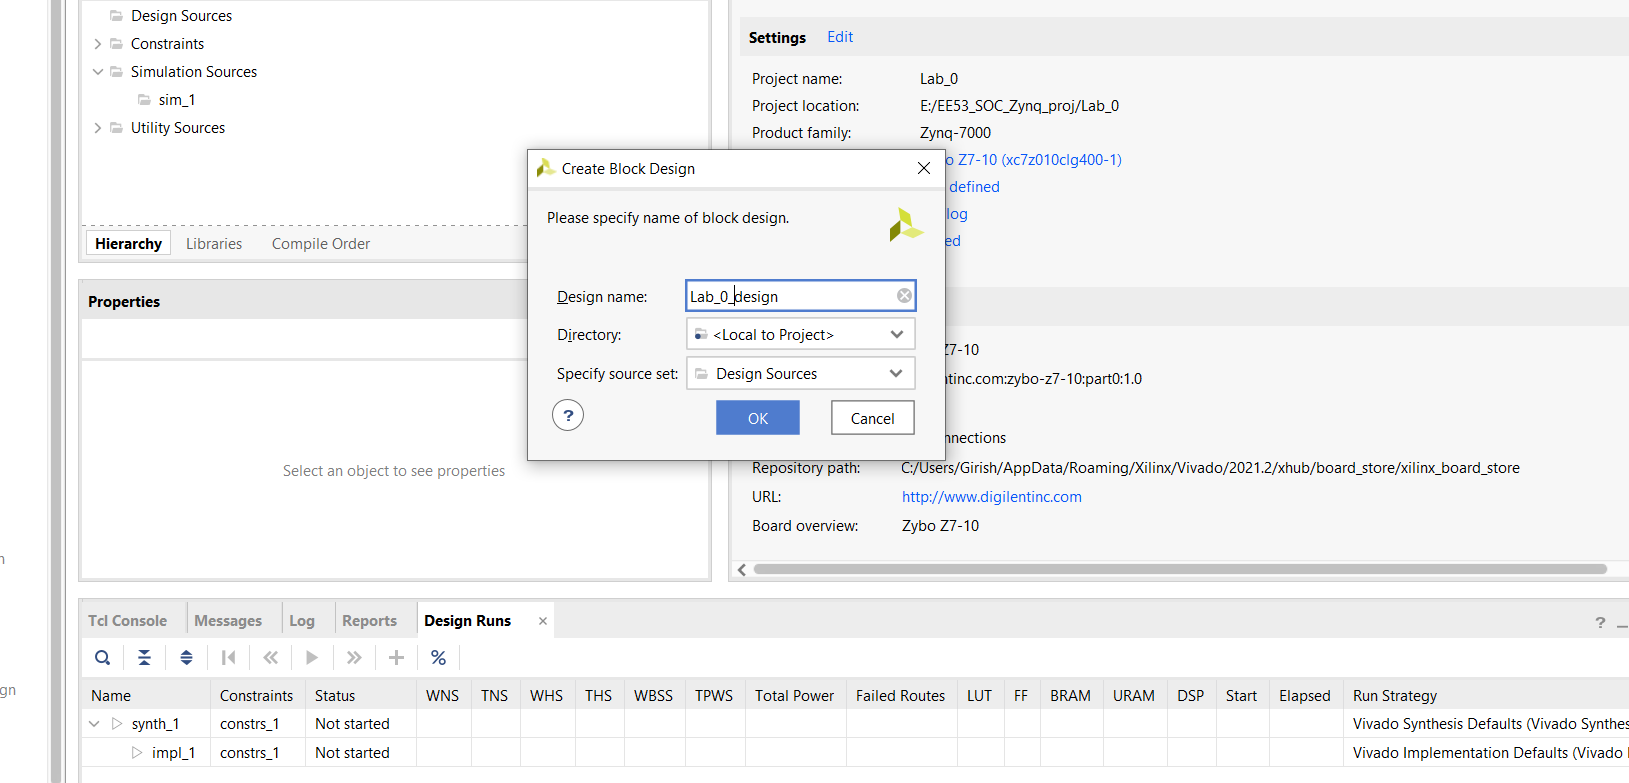 Design Sources
Constraints
Simulation Sources
sim_1
Utility Sources
Hierarchy Libraries Compile Order
Properties
Select an object to see properties
Settings Edit
Project name: Lab_0
Project location: E:/EE53_SOC_Zynq_proj/Lab_0
Product family: Zynq-7000
Z7-10 (xc7z010clg400-1)
defined
Create Block Design
Please specify name of block design.
Design name: Lab_0_design
Directory: <Local to Project>
Specify source set: Design Sources
? OK Cancel
Z7-10
tinc.com:zybo-z7-10:part0:1.0
nnections
Repository path: C:/Users/Girish/AppData/Roaming/Xilinx/Vivado/2021.2/xhub/board_store/xilinx_board_store
URL: http://www.digilentinc.com
Board overview: Zybo Z7-10
Tcl Console Messages Log Reports Design Runs
Name Constraints Status WNS TNS WHS THS WBSS TPWS Total Power Failed Routes LUT FF BRAM URAM DSP Start Elapsed Run Strategy
synth_1 constrs_1 Not started Vivado Synthesis Defaults (Vivado Synthes
impl_1 constrs_1 Not started Vivado Implementation Defaults (Vivado